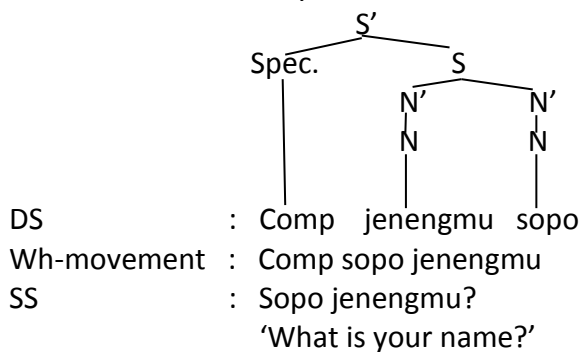 S’
Spec. S
N’ N’
N N
DS : Comp jenengmu sopo
Wh-movement : Comp sopo jenengmu
SS : Sopo jenengmu?
‘What is your name?’